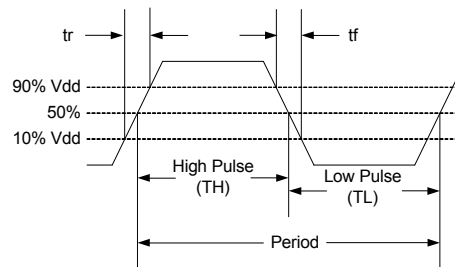 tr
tf
90% Vdd
50%
10% Vdd
High Pulse
(TH)
Low Pulse
(TL)
Period